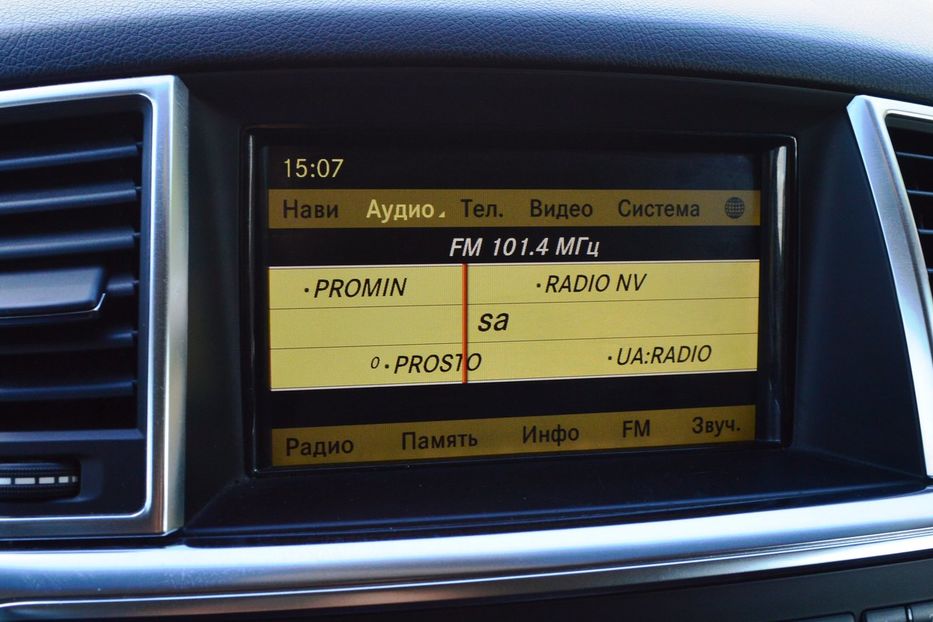 15:07
Нави Аудио Тел. Видео Система
FM 101.4 МГц
•PROMIN •RADIO NV
sa
0 •PROSTO •UA:RADIO
Радио Память Инфо FM Звуч.